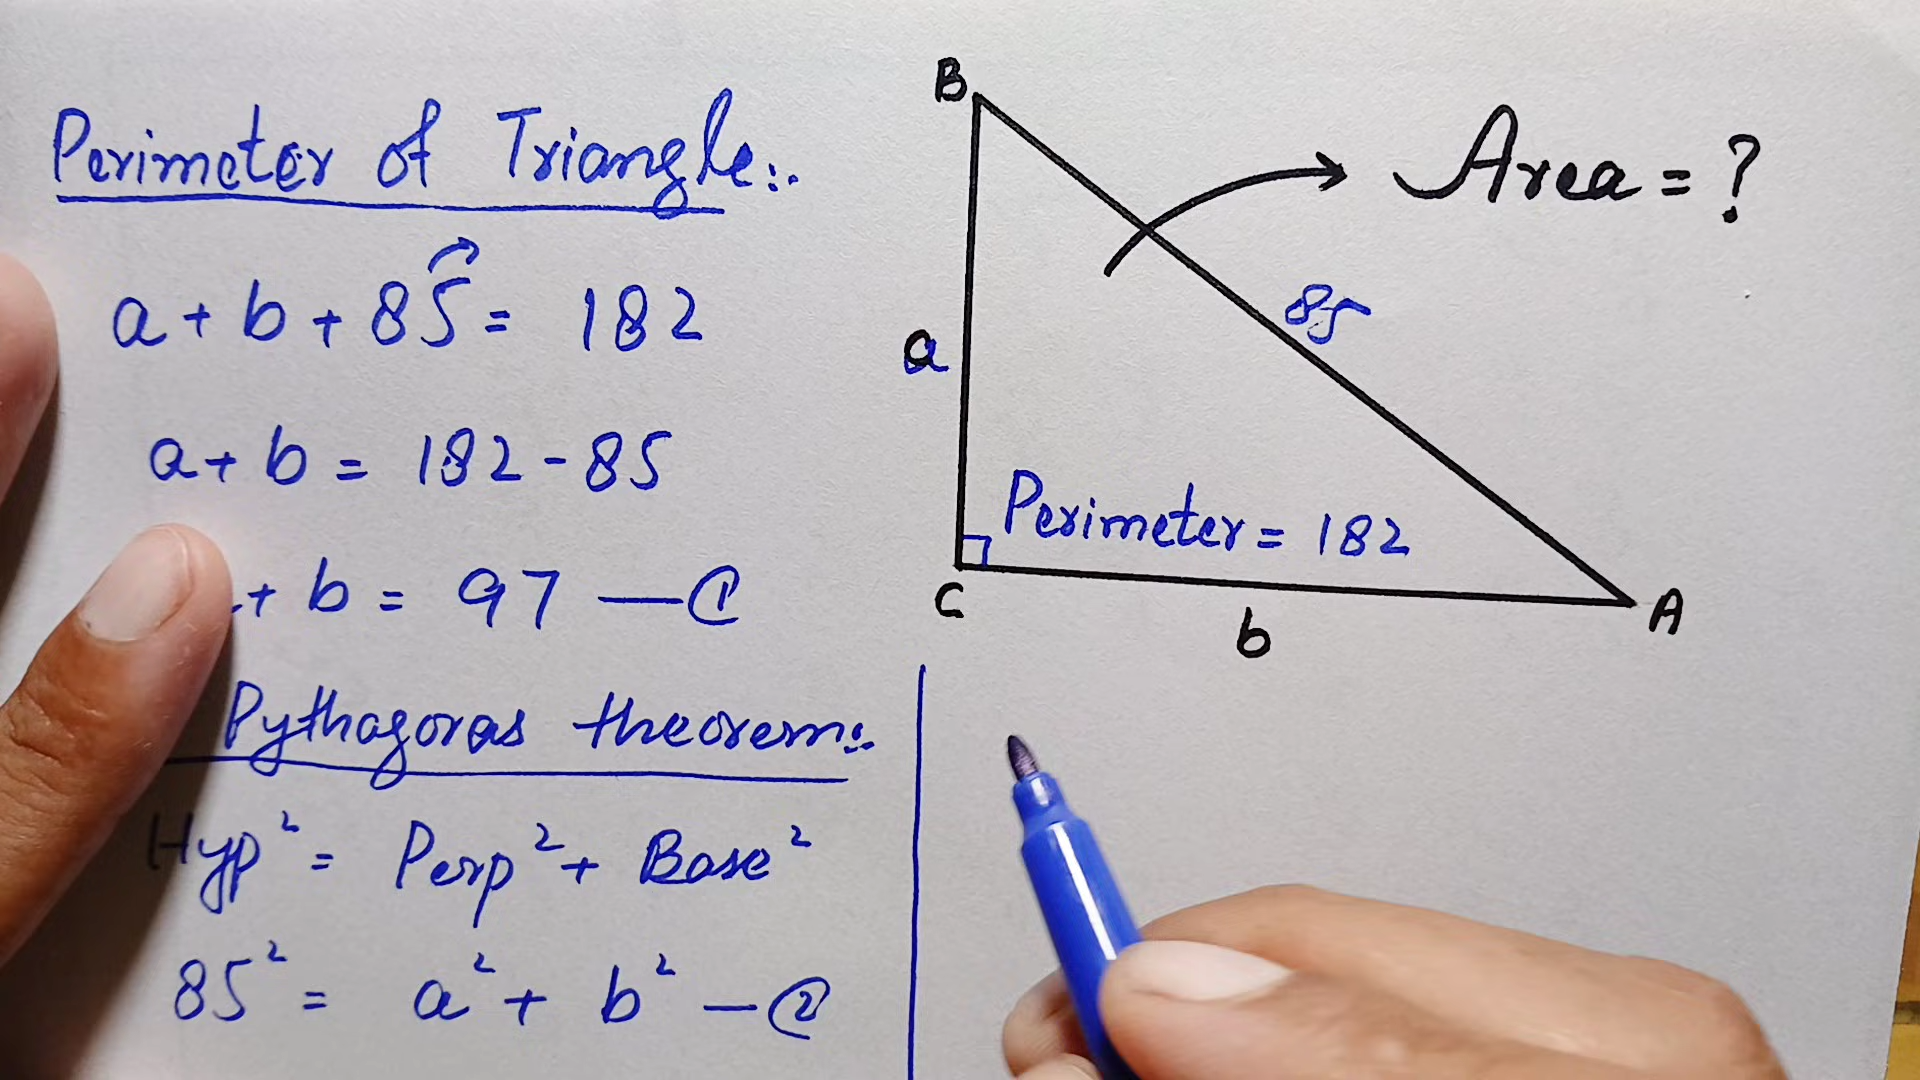 Perimeter of Triangle:.
a + b + 85 = 182
a + b = 182 - 85
+ b = 97 — ①
Pythagoras theorem:.
Hyp² = Perp² + Base²
85² = a² + b² — ②
B
Area = ?
85
a
Perimeter = 182
C
b
A